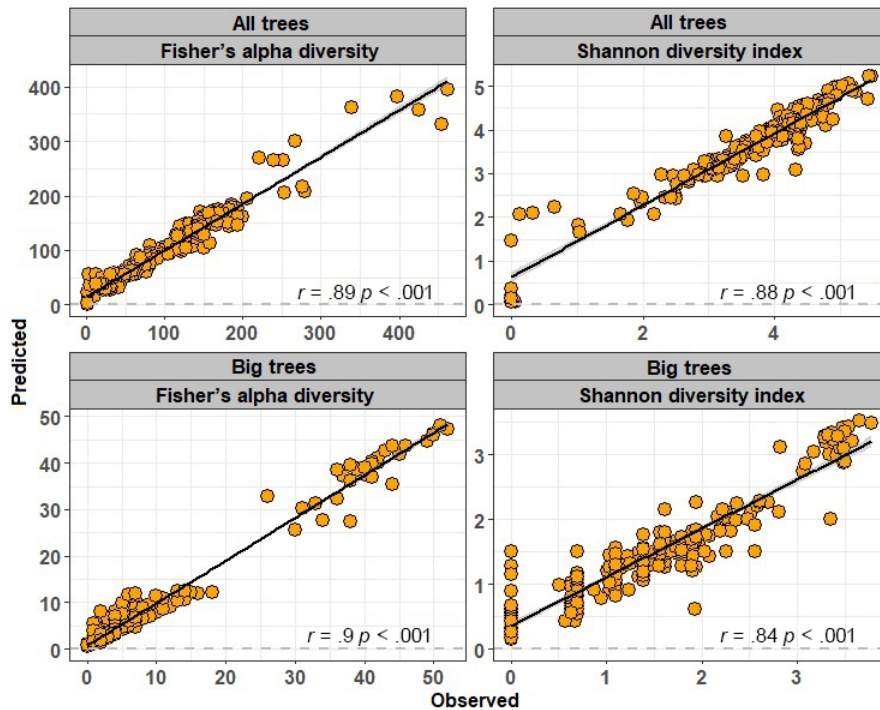 All trees
Fisher's alpha diversity
400
300
200
100
0
r = .89 p < .001
0 100 200 300 400
All trees
Shannon diversity index
5
4
3
2
1
0
r = .88 p < .001
0 2 4
Big trees
Fisher's alpha diversity
50
40
30
20
10
0
r = .9 p < .001
0 10 20 30 40 50
Big trees
Shannon diversity index
3
2
1
0
r = .84 p < .001
0 1 2 3
Predicted
Observed